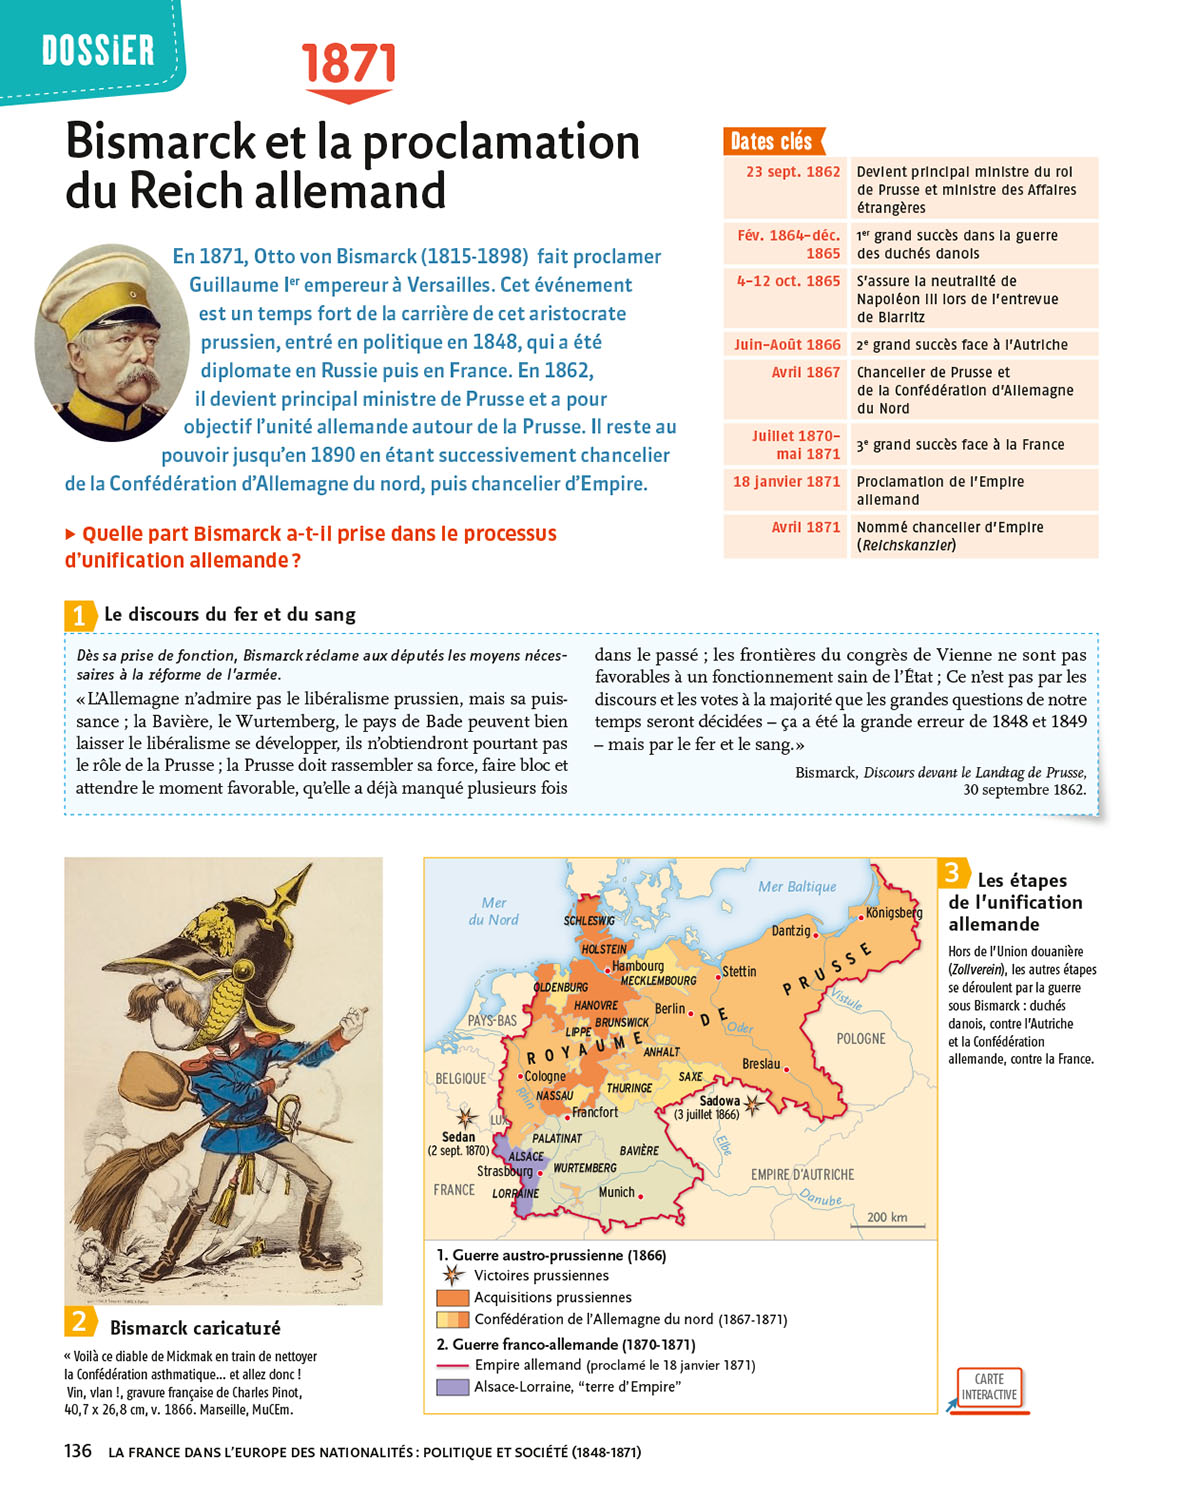 DOSSiER
1871
Bismarck et la proclamation
du Reich allemand
En 1871, Otto von Bismarck (1815-1898) fait proclamer
Guillaume Ier empereur à Versailles. Cet événement
est un temps fort de la carrière de cet aristocrate
prussien, entré en politique en 1848, qui a été
diplomate en Russie puis en France. En 1862,
il devient principal ministre de Prusse et a pour
objectif l'unité allemande autour de la Prusse. Il reste au
pouvoir jusqu'en 1890 en étant successivement chancelier
de la Confédération d'Allemagne du nord, puis chancelier d'Empire.
▶ Quelle part Bismarck a-t-il prise dans le processus
d'unification allemande ?
Dates clés
23 sept. 1862 Devient principal ministre du roi
de Prusse et ministre des Affaires
étrangères
Fév. 1864–déc. 1er grand succès dans la guerre
1865 des duchés danois
4–12 oct. 1865 S'assure la neutralité de
Napoléon III lors de l'entrevue
de Biarritz
Juin–Août 1866 2e grand succès face à l'Autriche
Avril 1867 Chancelier de Prusse et
de la Confédération d'Allemagne
du Nord
Juillet 1870–
mai 1871 3e grand succès face à la France
18 janvier 1871 Proclamation de l'Empire
allemand
Avril 1871 Nommé chancelier d'Empire
(Reichskanzler)
1 Le discours du fer et du sang
Dès sa prise de fonction, Bismarck réclame aux députés les moyens néces-
saires à la réforme de l'armée.
« L'Allemagne n'admire pas le libéralisme prussien, mais sa puis-
sance ; la Bavière, le Wurtemberg, le pays de Bade peuvent bien
laisser le libéralisme se développer, ils n'obtiendront pourtant pas
le rôle de la Prusse ; la Prusse doit rassembler sa force, faire bloc et
attendre le moment favorable, qu'elle a déjà manqué plusieurs fois
dans le passé ; les frontières du congrès de Vienne ne sont pas
favorables à un fonctionnement sain de l'État ; Ce n'est pas par les
discours et les votes à la majorité que les grandes questions de notre
temps seront décidées – ça a été la grande erreur de 1848 et 1849
– mais par le fer et le sang. »
Bismarck, Discours devant le Landtag de Prusse,
30 septembre 1862.
2 Bismarck caricaturé
« Voilà ce diable de Mickmak en train de nettoyer
la Confédération asthmatique... et allez donc !
Vin, vlan !, gravure française de Charles Pinot,
40,7 x 26,8 cm, v. 1866. Marseille, MuCEm.
Mer
du Nord
Mer Baltique
SCHLESWIG
HOLSTEIN
Königsberg
Dantzig
Hambourg
Stettin
MECKLEMBOURG
OLDENBURG
HANOVRE
Berlin
PAYS-BAS
BRUNSWICK
LIPPE
ROYAUME DE PRUSSE
Oder
Vistule
POLOGNE
ANHALT
Breslau
BELGIQUE
Cologne
Rhin
NASSAU
THURINGE
SAXE
Sadowa
(3 juillet 1866)
Francfort
LUX.
Sedan
(2 sept. 1870)
PALATINAT
Elbe
BAVIÈRE
ALSACE
Strasbourg
WURTEMBERG
EMPIRE D'AUTRICHE
FRANCE
LORRAINE
Munich
Danube
200 km
1. Guerre austro-prussienne (1866)
Victoires prussiennes
Acquisitions prussiennes
Confédération de l'Allemagne du nord (1867-1871)
2. Guerre franco-allemande (1870-1871)
Empire allemand (proclamé le 18 janvier 1871)
Alsace-Lorraine, "terre d'Empire"
3 Les étapes
de l'unification
allemande
Hors de l'Union douanière
(Zollverein), les autres étapes
se déroulent par la guerre
sous Bismarck : duchés
danois, contre l'Autriche
et la Confédération
allemande, contre la France.
CARTE
INTERACTIVE
136 LA FRANCE DANS L'EUROPE DES NATIONALITÉS : POLITIQUE ET SOCIÉTÉ (1848-1871)